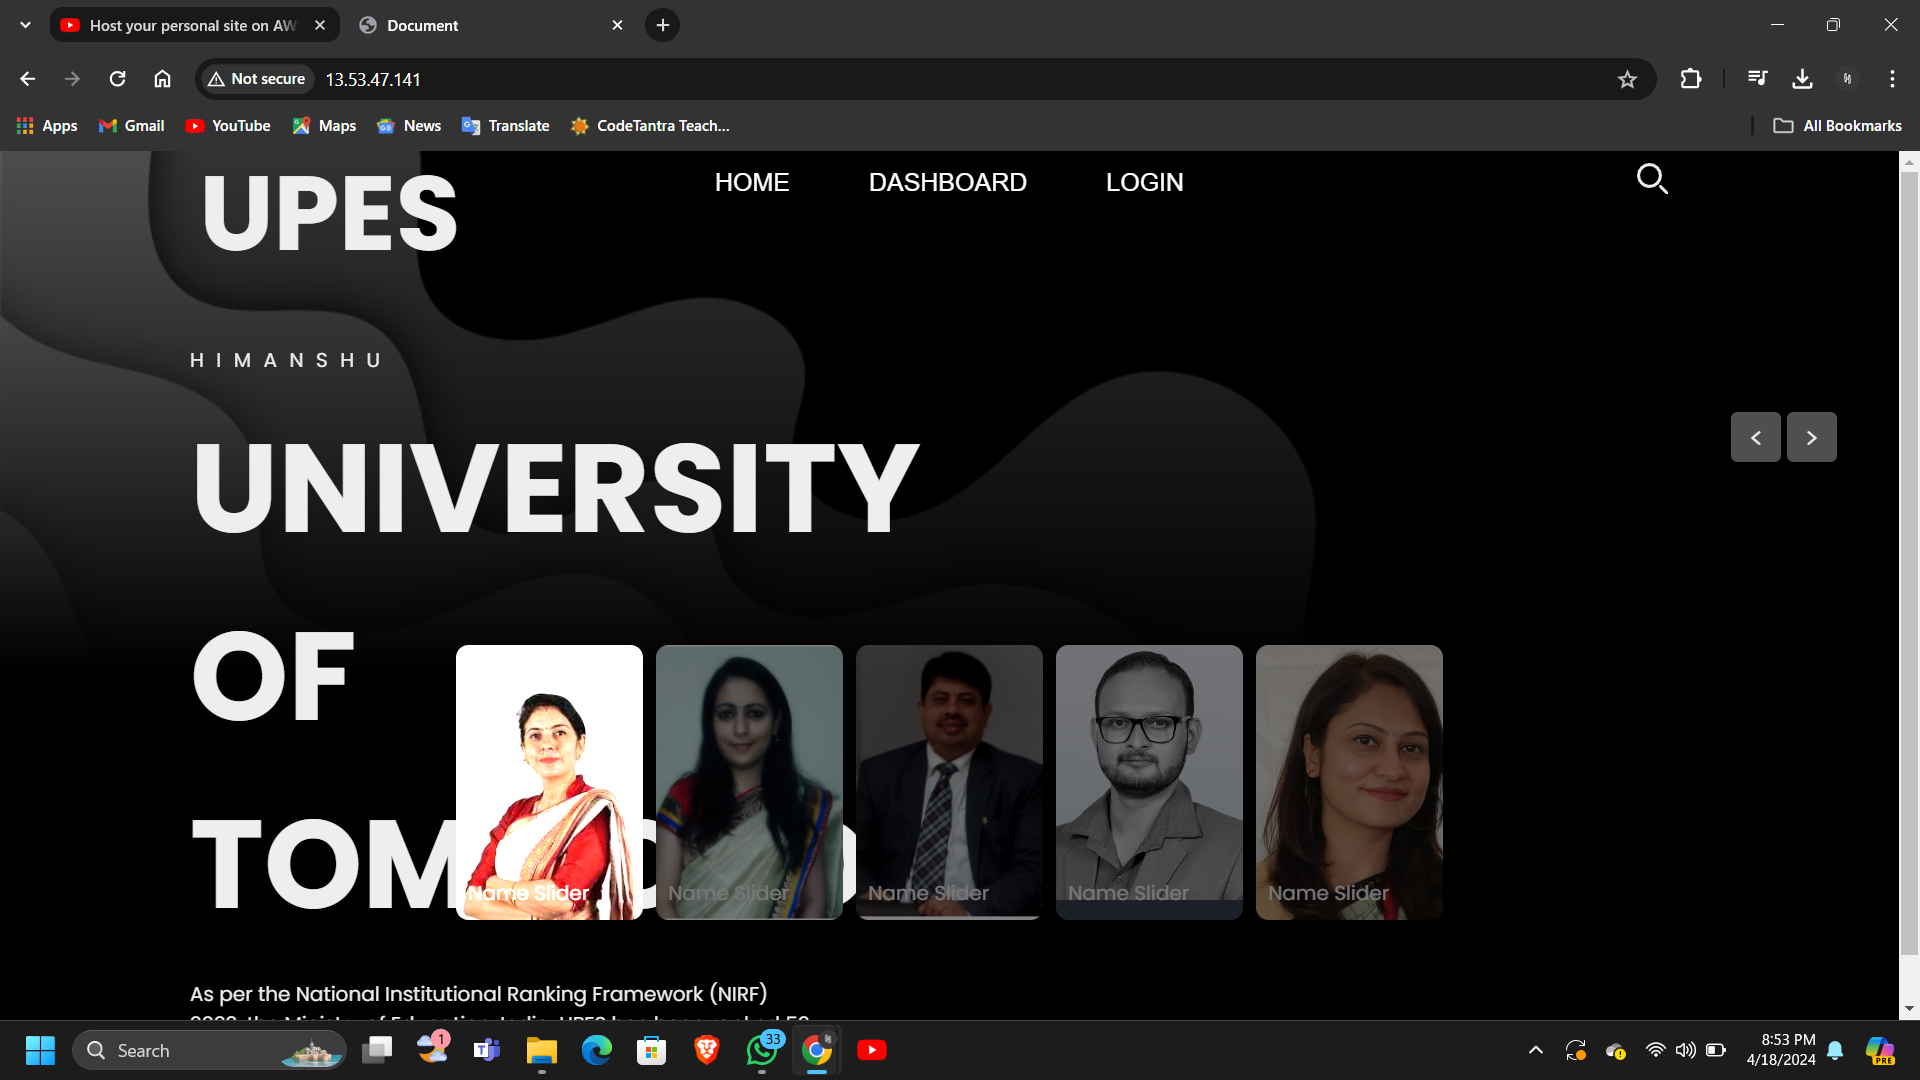 Host your personal site on AW
Document
Not secure
13.53.47.141
Apps
Gmail
YouTube
Maps
News
Translate
CodeTantra Teach...
All Bookmarks
UPES
HOME
DASHBOARD
LOGIN
HIMANSHU
UNIVERSITY
OF
TOM
Name Slider
Name Slider
Name Slider
Name Slider
Name Slider
As per the National Institutional Ranking Framework (NIRF)
Search
1
33
8:53 PM
4/18/2024
PRE